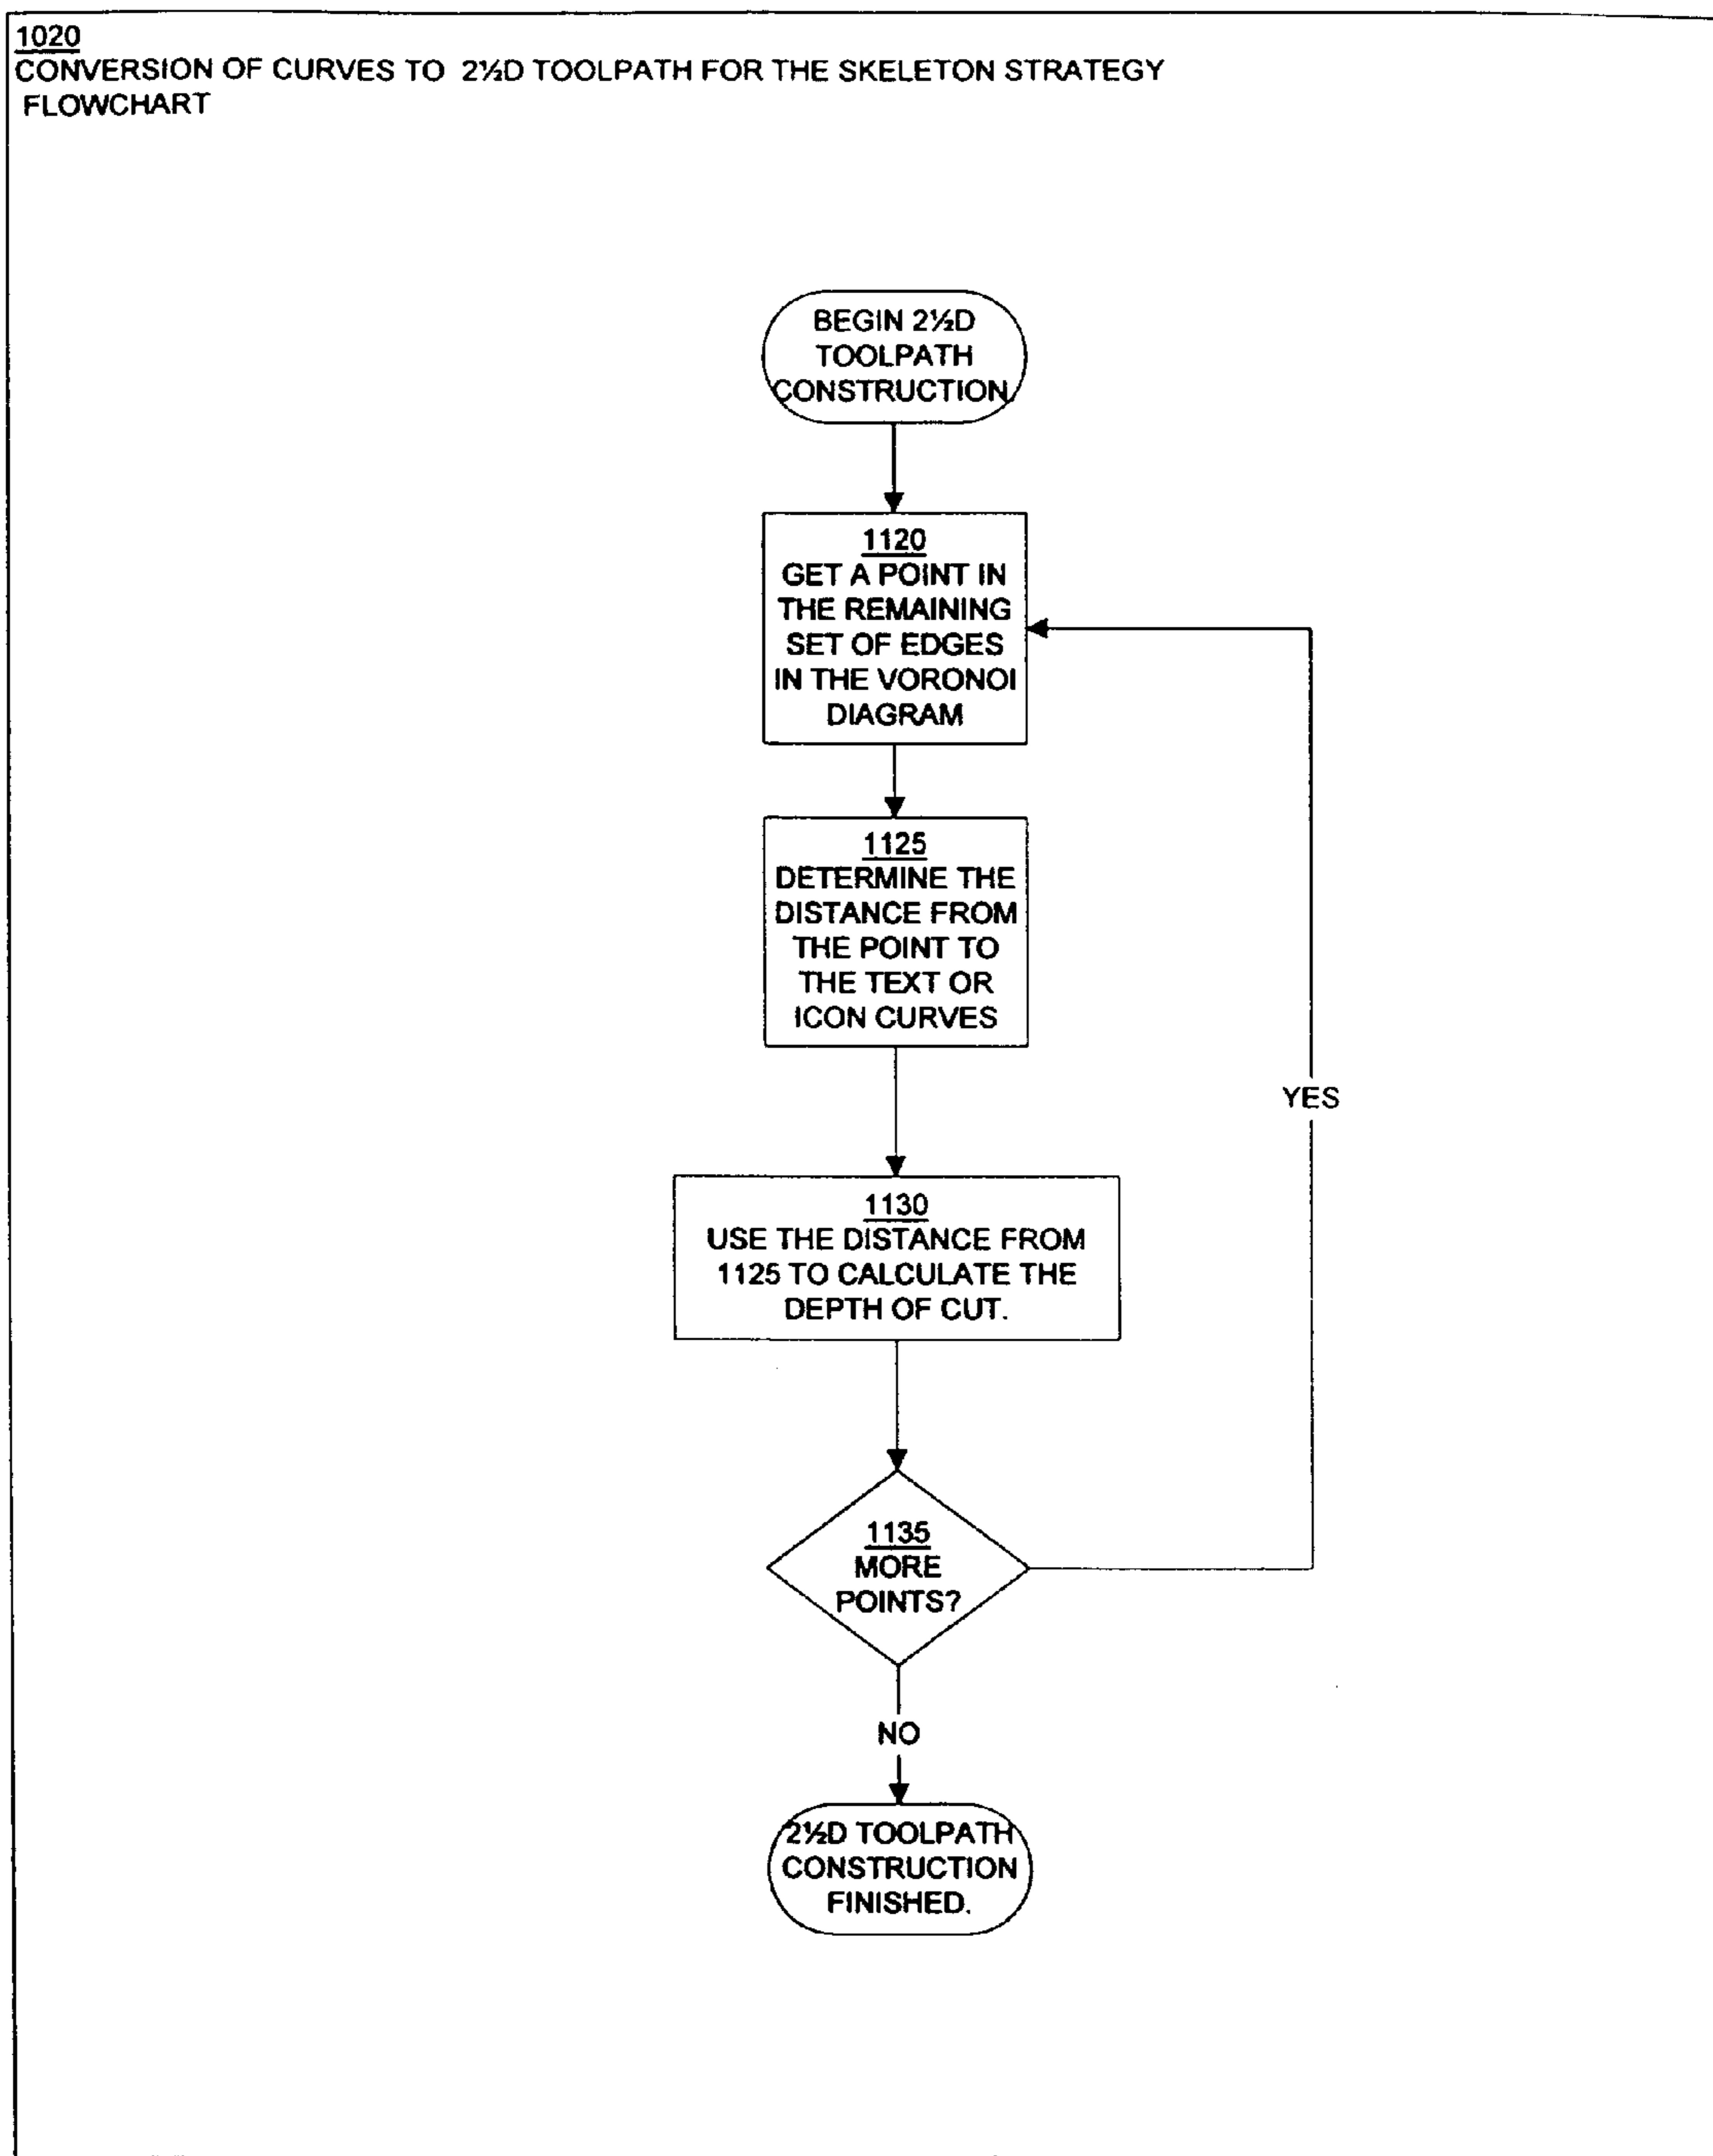 1020
CONVERSION OF CURVES TO 2½D TOOLPATH FOR THE SKELETON STRATEGY
FLOWCHART
BEGIN 2½D
TOOLPATH
CONSTRUCTION.
1120
GET A POINT IN
THE REMAINING
SET OF EDGES
IN THE VORONOI
DIAGRAM
1125
DETERMINE THE
DISTANCE FROM
THE POINT TO
THE TEXT OR
ICON CURVES
YES
1130
USE THE DISTANCE FROM
1125 TO CALCULATE THE
DEPTH OF CUT.
1135
MORE
POINTS?
NO
2½D TOOLPATH
CONSTRUCTION
FINISHED.